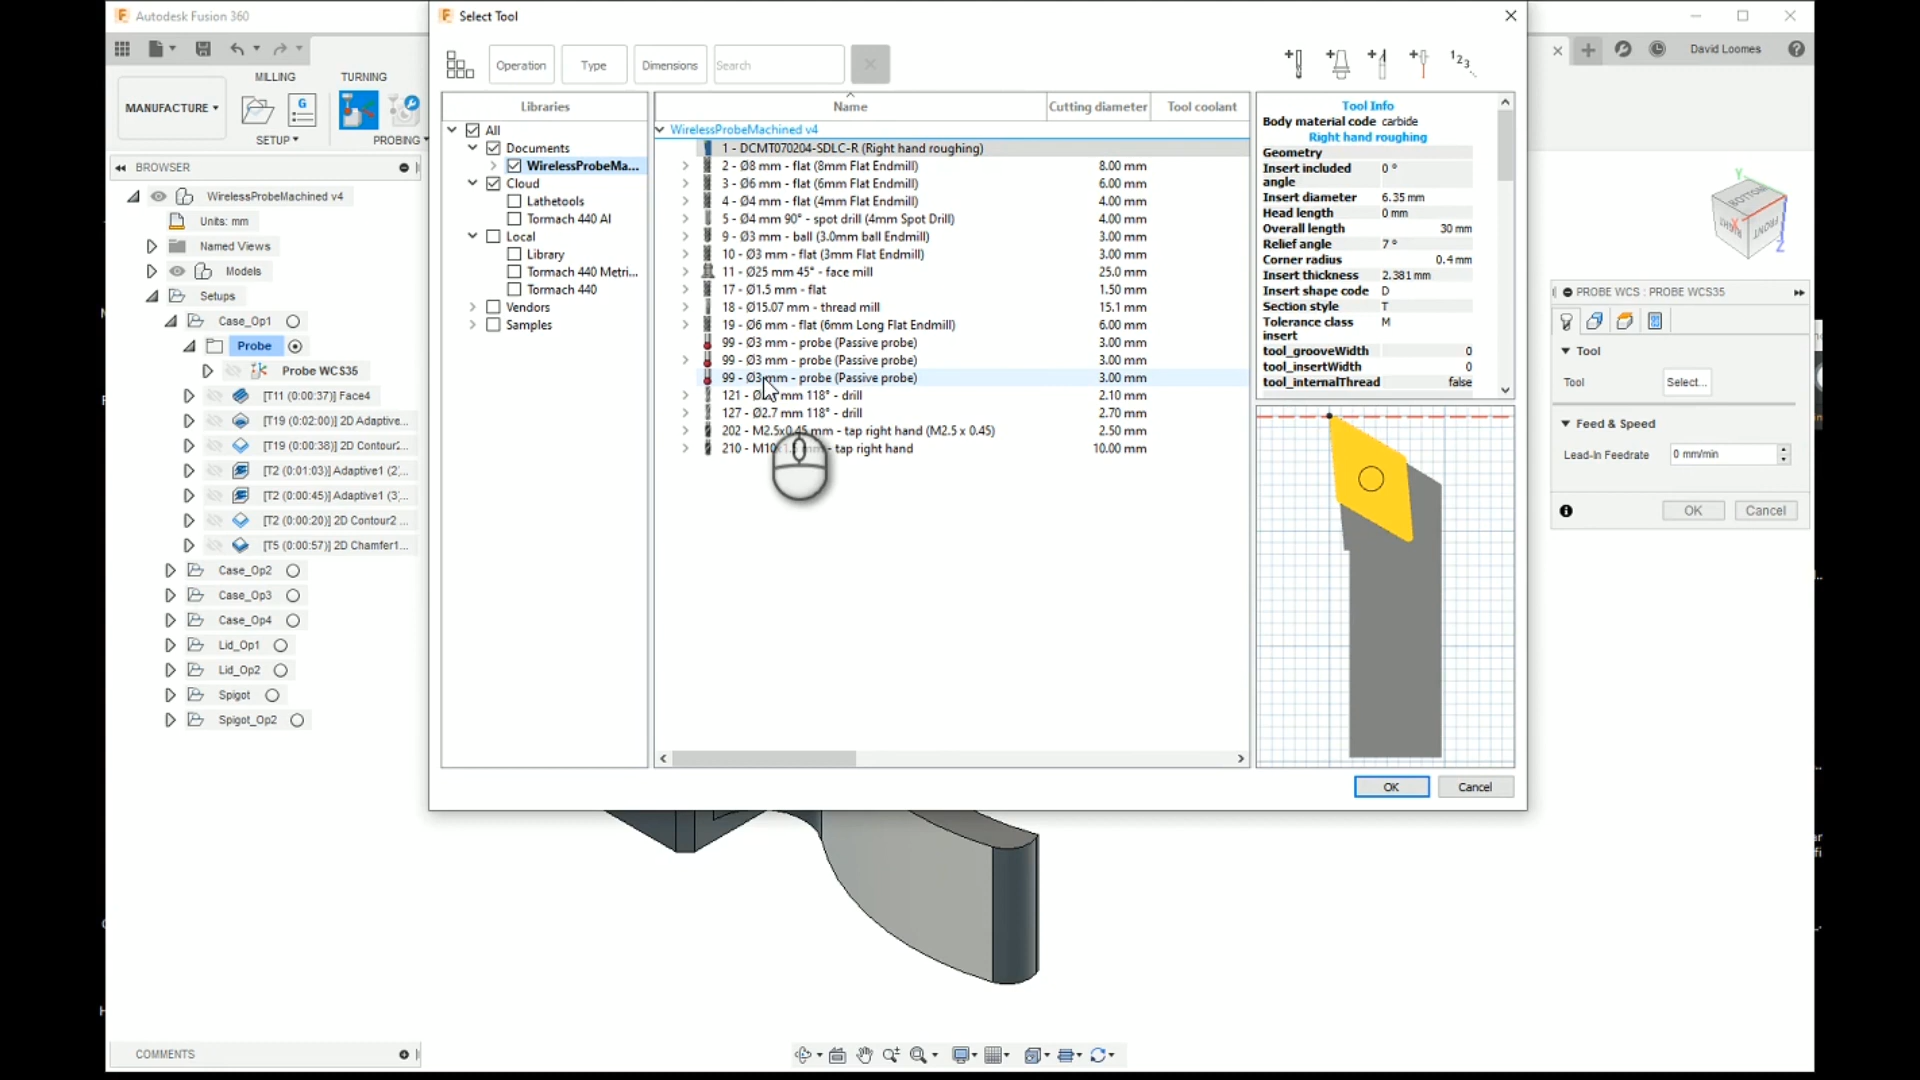 Autodesk Fusion 360
Select Tool
MILLING
TURNING
MANUFACTURE
SETUP
PROBING
Operation
Type
Dimensions
Search
David Loomes
BROWSER
WirelessProbeMachined v4
Units: mm
Named Views
Models
Setups
Case_Op1
Probe
Probe WCS35
[T11 (0:00:37)] Face4
[T19 (0:02:00)] 2D Adaptive...
[T19 (0:00:38)] 2D Contour2...
[T2 (0:01:03)] Adaptive1 (2)...
[T2 (0:00:45)] Adaptive1 (3)...
[T2 (0:00:20)] 2D Contour2 ...
[T5 (0:00:57)] 2D Chamfer1...
Case_Op2
Case_Op3
Case_Op4
Lid_Op1
Lid_Op2
Spigot
Spigot_Op2
COMMENTS
Libraries
All
Documents
WirelessProbeMa...
Cloud
Lathetools
Tormach 440 Al
Local
Library
Tormach 440 Metri...
Tormach 440
Vendors
Samples
Name
Cutting diameter
Tool coolant
WirelessProbeMachined v4
1 - DCMT070204-SDLC-R (Right hand roughing)
2 - Ø8 mm - flat (8mm Flat Endmill) 8.00 mm
3 - Ø6 mm - flat (6mm Flat Endmill) 6.00 mm
4 - Ø4 mm - flat (4mm Flat Endmill) 4.00 mm
5 - Ø4 mm 90° - spot drill (4mm Spot Drill) 4.00 mm
9 - Ø3 mm - ball (3.0mm ball Endmill) 3.00 mm
10 - Ø3 mm - flat (3mm Flat Endmill) 3.00 mm
11 - Ø25 mm 45° - face mill 25.0 mm
17 - Ø1.5 mm - flat 1.50 mm
18 - Ø15.07 mm - thread mill 15.1 mm
19 - Ø6 mm - flat (6mm Long Flat Endmill) 6.00 mm
99 - Ø3 mm - probe (Passive probe) 3.00 mm
99 - Ø3 mm - probe (Passive probe) 3.00 mm
99 - Ø3 mm - probe (Passive probe) 3.00 mm
121 - mm 118° - drill 2.10 mm
127 - Ø2.7 mm 118° - drill 2.70 mm
202 - M2.5x0.45 mm - tap right hand (M2.5 x 0.45) 2.50 mm
210 - - tap right hand 10.00 mm
Tool Info
Body material code carbide
Right hand roughing
Geometry
Insert included angle 0 °
Insert diameter 6.35 mm
Head length 0 mm
Overall length 30 mm
Relief angle 7 °
Corner radius 0.4 mm
Insert thickness 2.381 mm
Insert shape code D
Section style T
Tolerance class insert M
tool_grooveWidth 0
tool_insertWidth 0
tool_internalThread false
OK
Cancel
BOTTOM
RIGHT
FRONT
X
Y
Z
PROBE WCS : PROBE WCS35
Tool
Tool
Select...
Feed & Speed
Lead-In Feedrate
0 mm/min
OK
Cancel